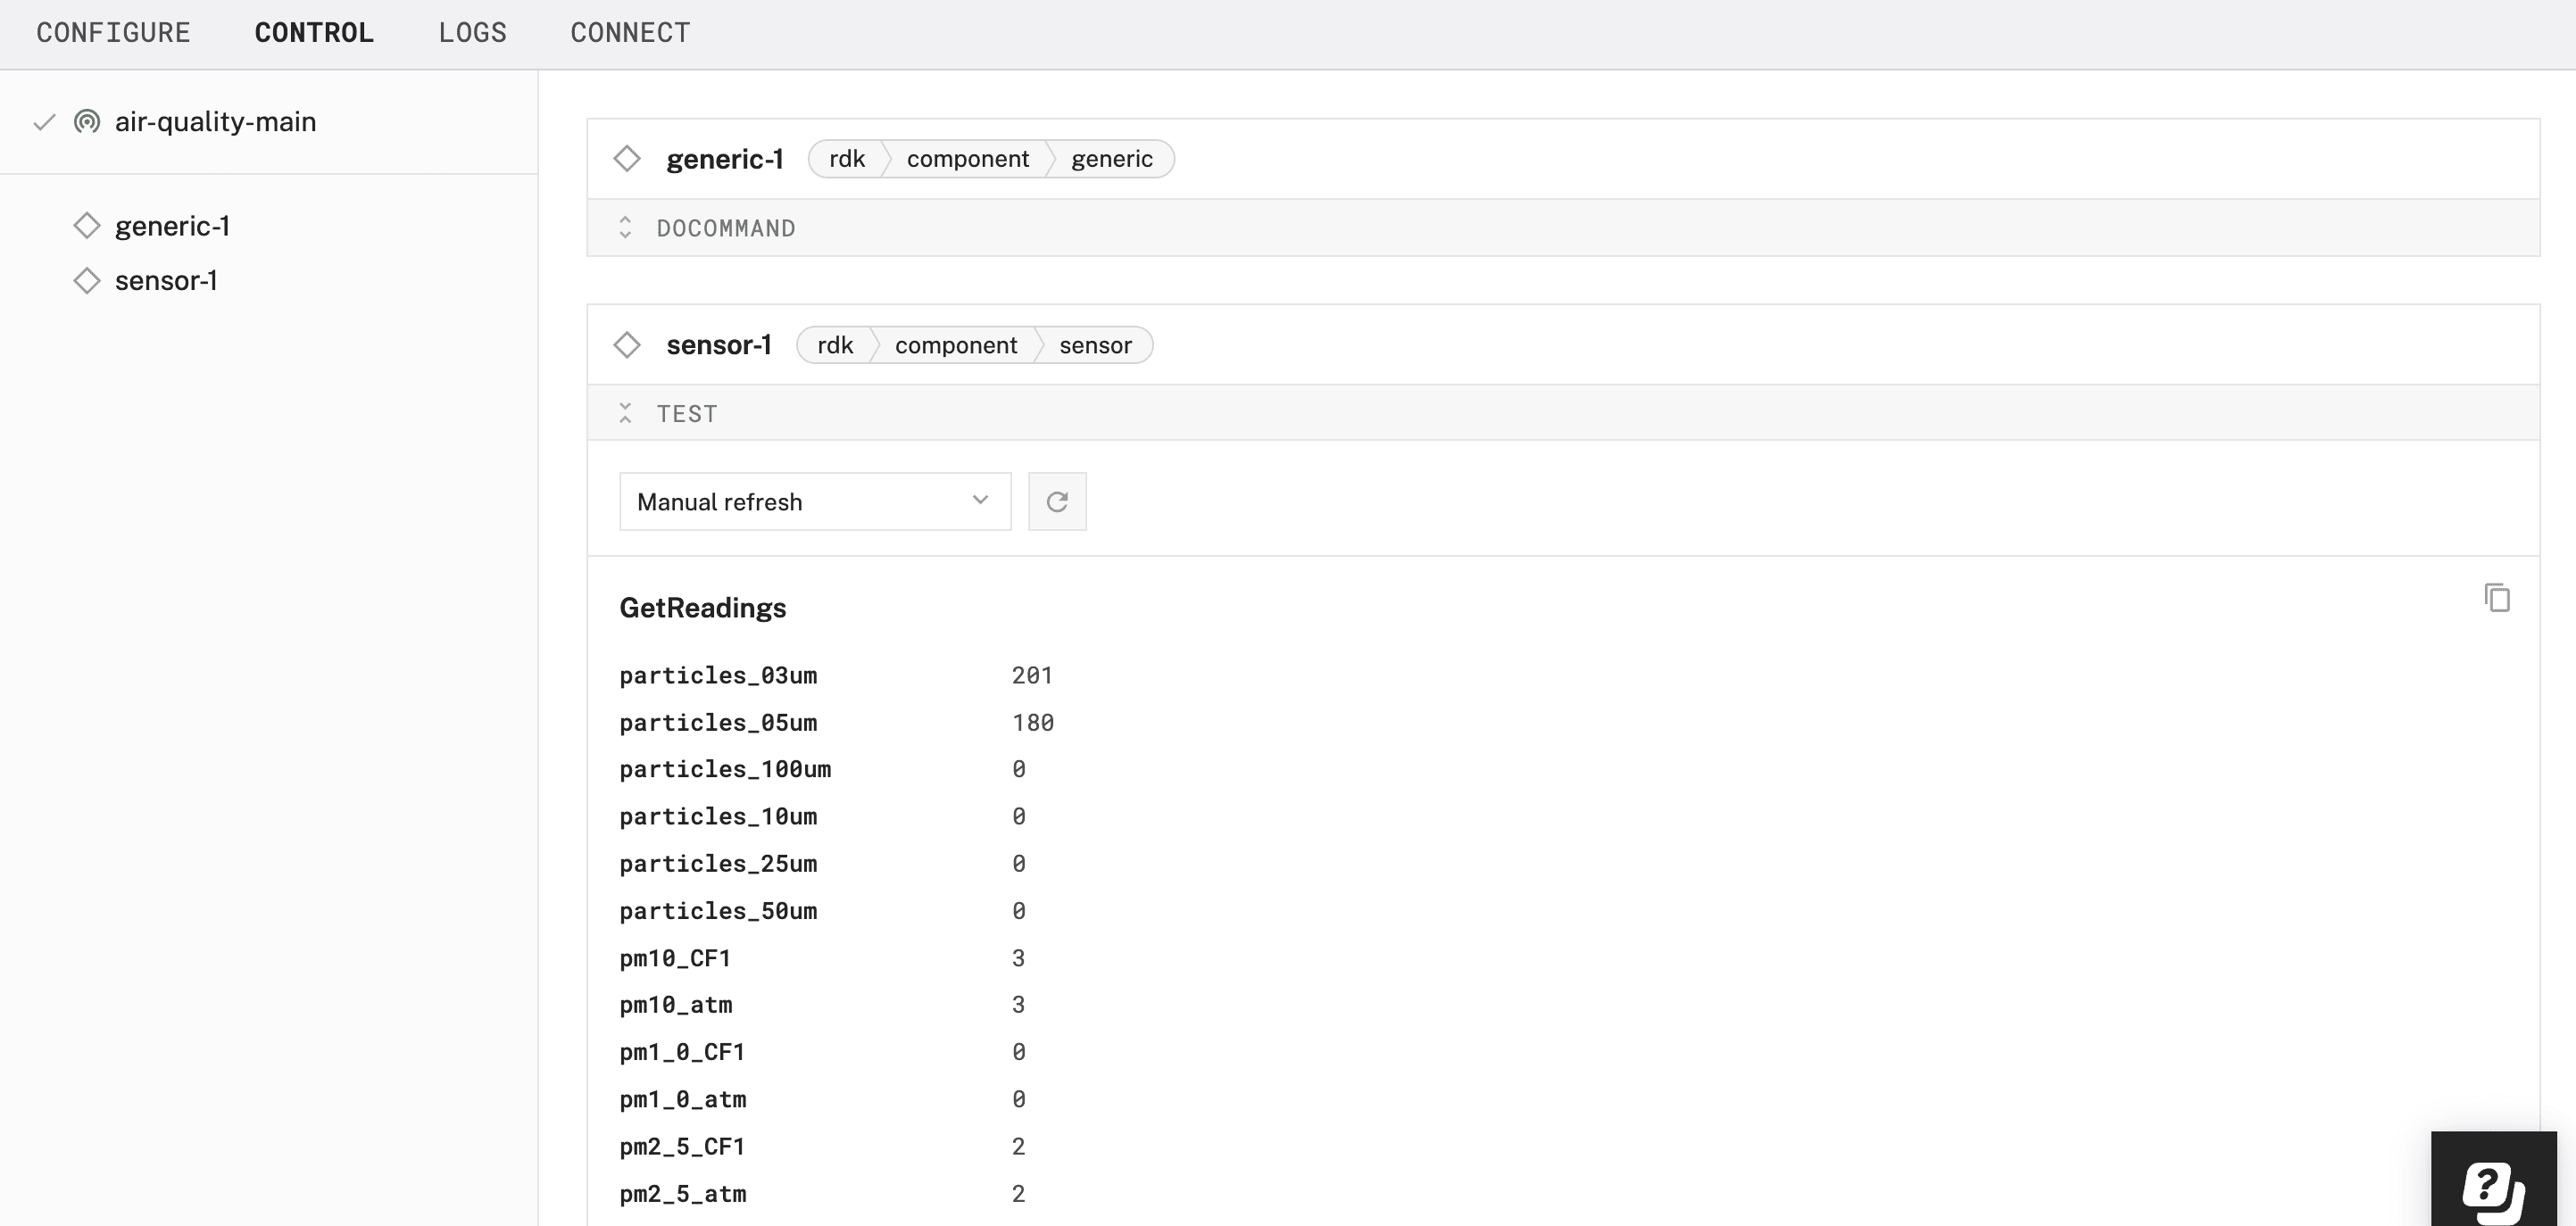 CONFIGURE CONTROL LOGS CONNECT
air-quality-main
generic-1
sensor-1
generic-1 rdk component generic
DOCOMMAND
sensor-1 rdk component sensor
TEST
Manual refresh
GetReadings
particles_03um 201
particles_05um 180
particles_100um 0
particles_10um 0
particles_25um 0
particles_50um 0
pm10_CF1 3
pm10_atm 3
pm1_0_CF1 0
pm1_0_atm 0
pm2_5_CF1 2
pm2_5_atm 2
?